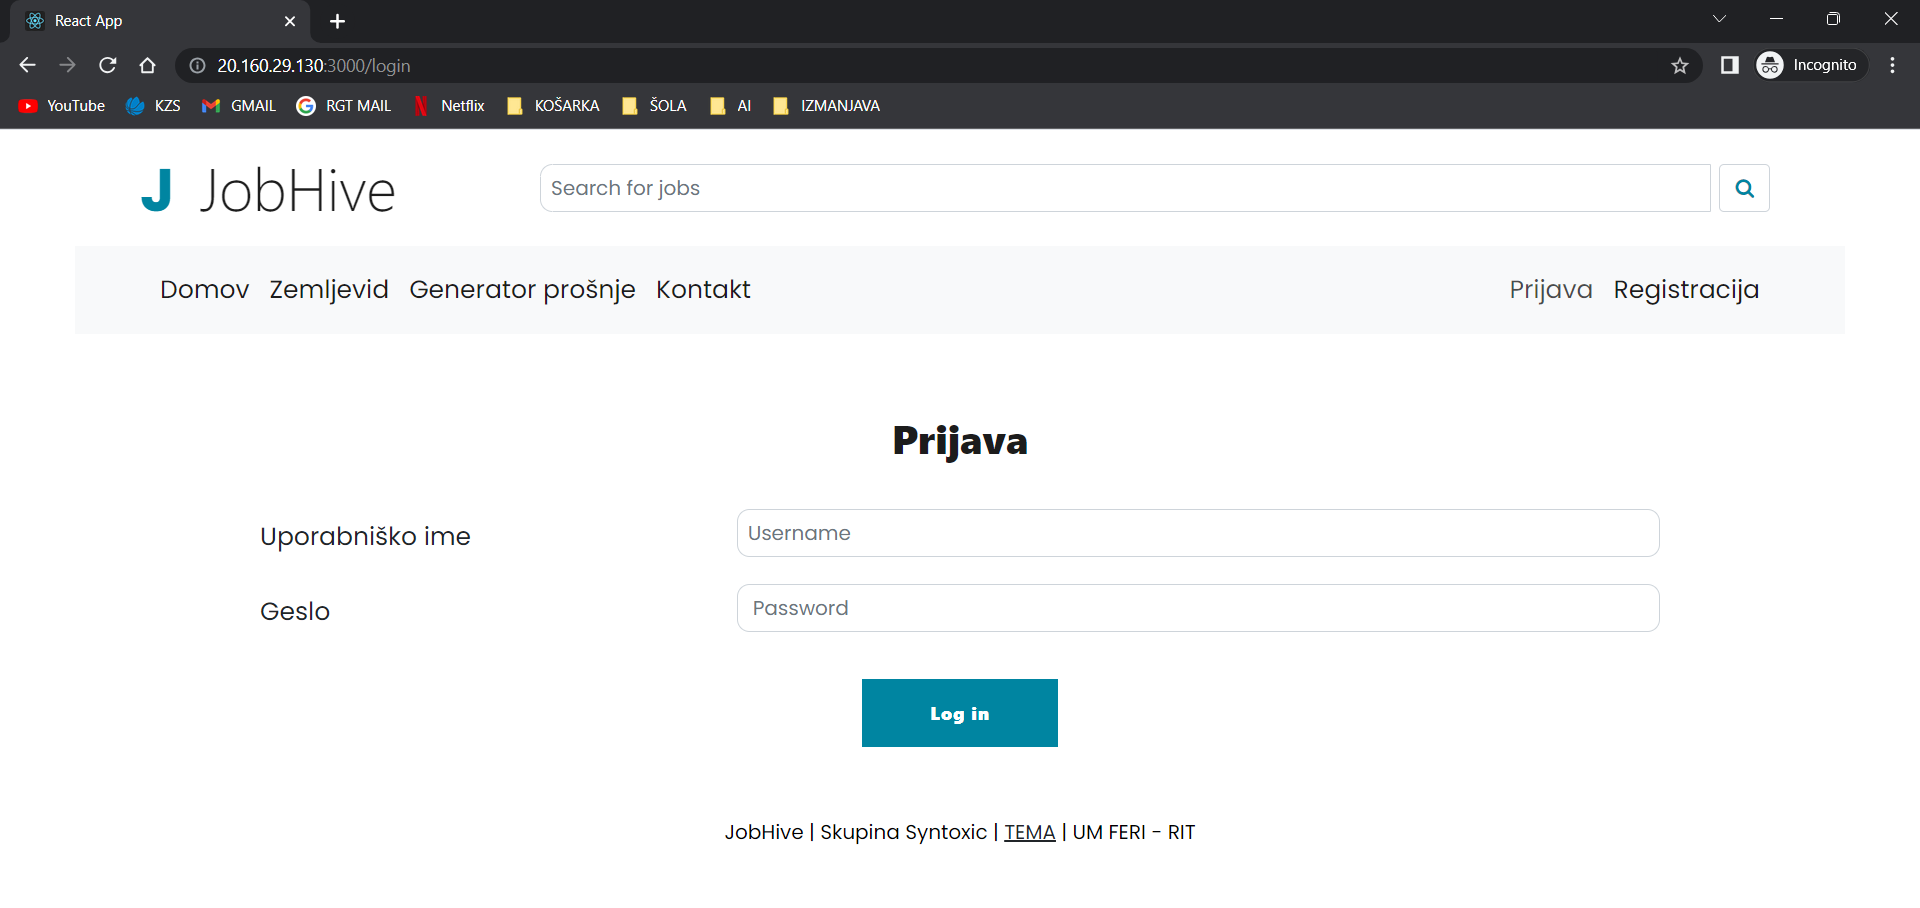 React App
20.160.29.130:3000/login
Incognito
YouTube KZS GMAIL RGT MAIL Netflix KOŠARKA ŠOLA AI IZMANJAVA
J JobHive
Search for jobs
Domov Zemljevid Generator prošnje Kontakt Prijava Registracija
Prijava
Uporabniško ime Username
Geslo Password
Log in
JobHive | Skupina Syntoxic | TEMA | UM FERI - RIT